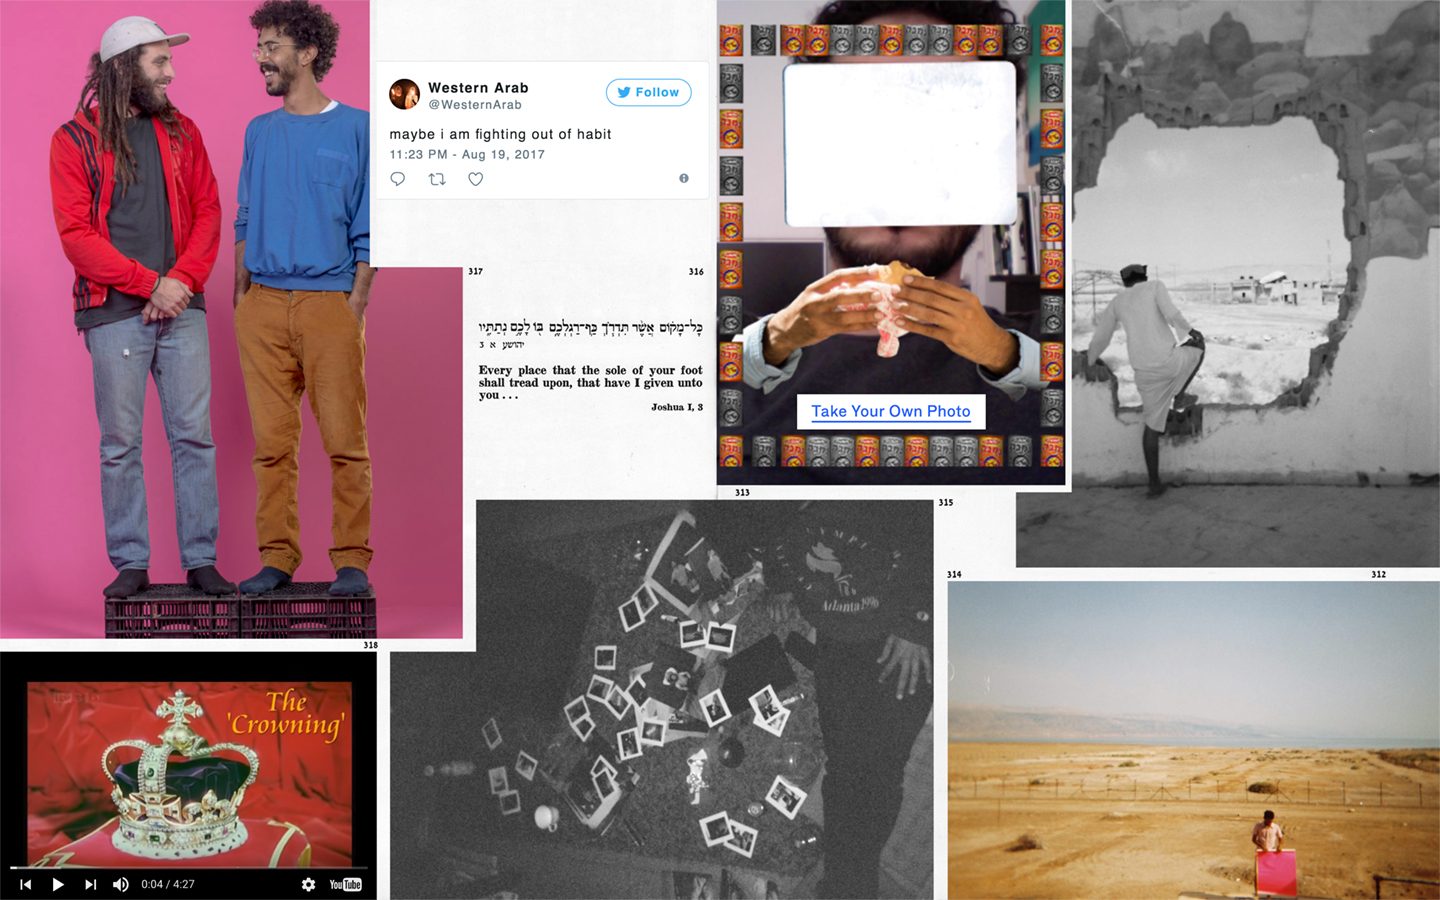 Western Arab
@WesternArab
Follow
maybe i am fighting out of habit
11:23 PM - Aug 19, 2017
317
316
כׇּל־מָק֗וֹם אֲשֶׁ֨ר תִּדְרֹ֧ךְ כַּֽף־רַגְלְכֶ֛ם בּ֖וֹ לָכֶ֣ם נְתַתִּ֑יו
יהושע א 3
Every place that the sole of your foot
shall tread upon, that have I given unto
you . . .
Joshua I, 3
Take Your Own Photo
313
315
314
312
318
The
'Crowning'
0:04 / 4:27
YouTube
Atlanta 1996